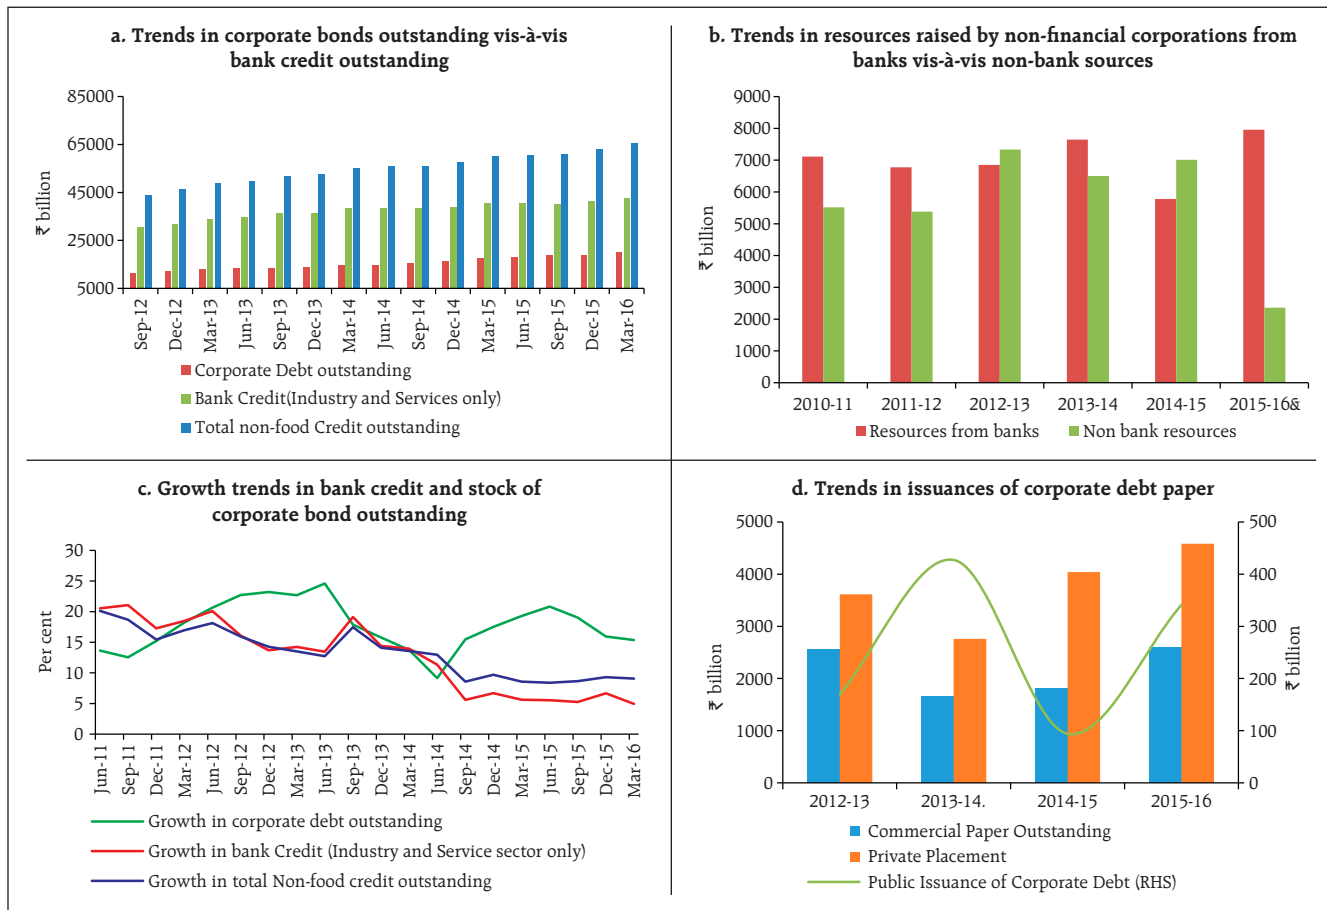 a. Trends in corporate bonds outstanding vis-à-vis
bank credit outstanding
85000
65000
45000
25000
5000
₹ billion
Sep-12
Dec-12
Mar-13
Jun-13
Sep-13
Dec-13
Mar-14
Jun-14
Sep-14
Dec-14
Mar-15
Jun-15
Sep-15
Dec-15
Mar-16
Corporate Debt outstanding
Bank Credit(Industry and Services only)
Total non-food Credit outstanding
b. Trends in resources raised by non-financial corporations from
banks vis-à-vis non-bank sources
9000
8000
7000
6000
5000
4000
3000
2000
1000
0
₹ billion
2010-11
2011-12
2012-13
2013-14
2014-15
2015-16&
Resources from banks
Non bank resources
c. Growth trends in bank credit and stock of
corporate bond outstanding
30
25
20
15
10
5
0
Per cent
Jun-11
Sep-11
Dec-11
Mar-12
Jun-12
Sep-12
Dec-12
Mar-13
Jun-13
Sep-13
Dec-13
Mar-14
Jun-14
Sep-14
Dec-14
Mar-15
Jun-15
Sep-15
Dec-15
Mar-16
Growth in corporate debt outstanding
Growth in bank Credit (Industry and Service sector only)
Growth in total Non-food credit outstanding
d. Trends in issuances of corporate debt paper
5000
4000
3000
2000
1000
0
₹ billion
500
400
300
200
100
0
₹ billion
2012-13
2013-14.
2014-15
2015-16
Commercial Paper Outstanding
Private Placement
Public Issuance of Corporate Debt (RHS)